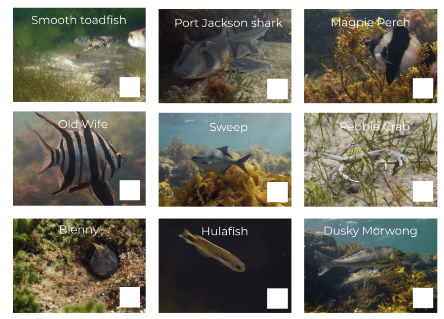 Smooth toadfish
Port Jackson shark
Magpie Perch
Old Wife
Sweep
Pebble Crab
Blenny
Hulafish
Dusky Morwong